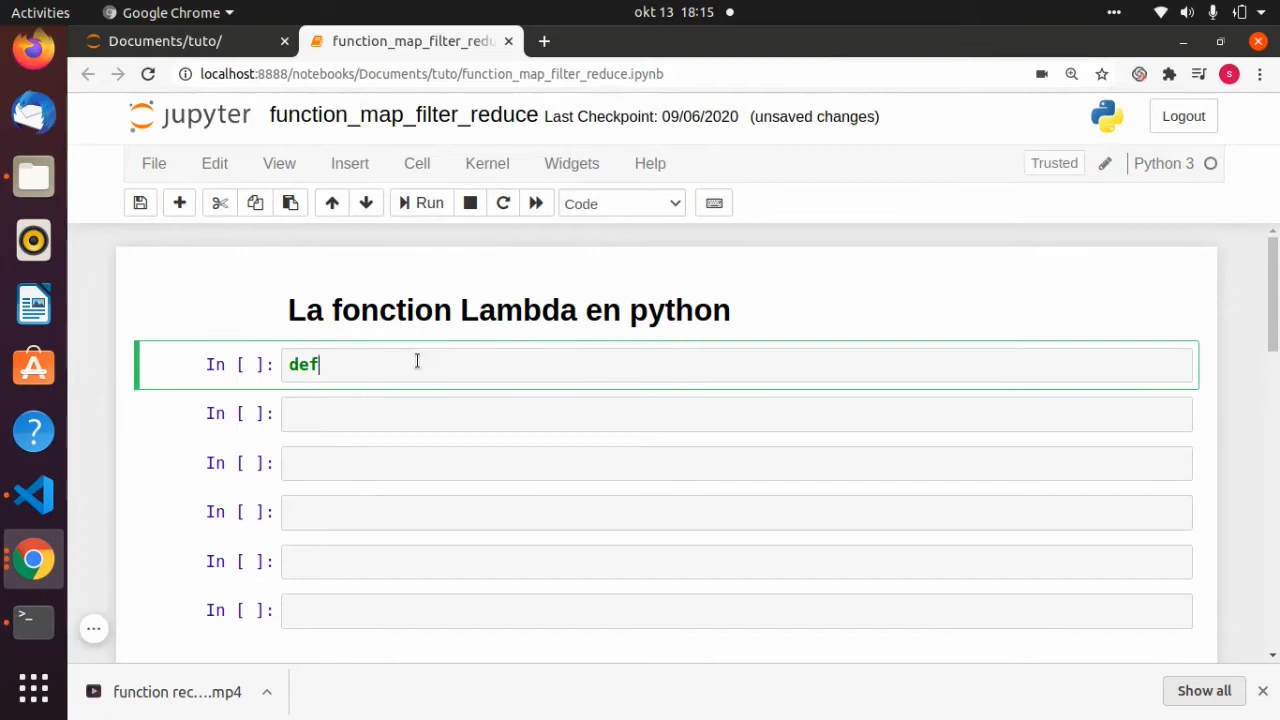 Activities Google Chrome okt 13 18:15
Documents/tuto/ function_map_filter_redu
localhost:8888/notebooks/Documents/tuto/function_map_filter_reduce.ipynb S
jupyter function_map_filter_reduce Last Checkpoint: 09/06/2020 (unsaved changes) Logout
File Edit View Insert Cell Kernel Widgets Help Trusted Python 3
Run Code
La fonction Lambda en python
In [ ]: def
In [ ]:
In [ ]:
In [ ]:
In [ ]:
In [ ]:
function rec....mp4 Show all